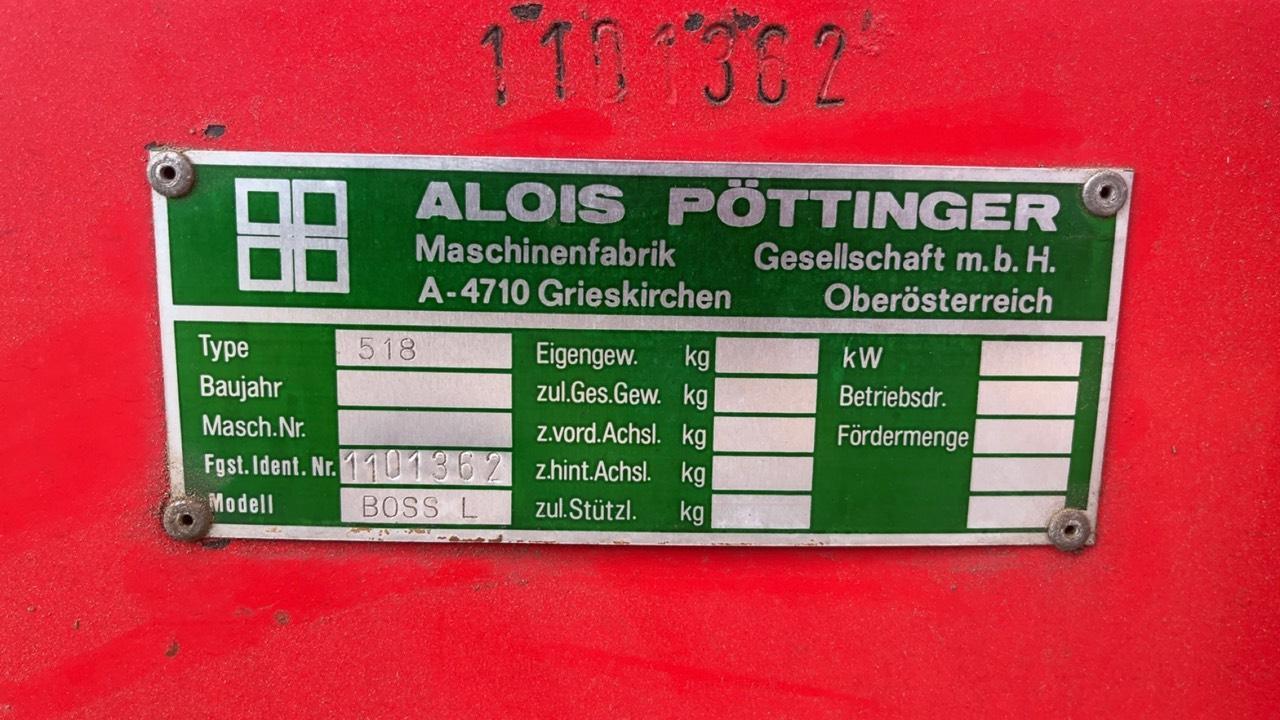 1101362
ALOIS PÖTTINGER
Maschinenfabrik Gesellschaft m.b.H.
A-4710 Grieskirchen Oberösterreich
Type 518 Eigengew. kg kW
Baujahr zul.Ges.Gew. kg Betriebsdr.
Masch.Nr. z.vord.Achsl. kg Fördermenge
Fgst.Ident.Nr. 1101362 z.hint.Achsl. kg
Modell BOSS L zul.Stützl. kg